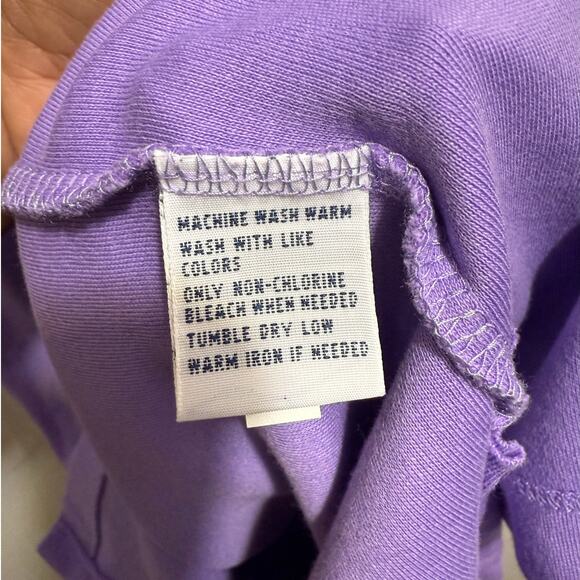 MACHINE WASH WARM
WASH WITH LIKE
COLORS
ONLY NON-CHLORINE
BLEACH WHEN NEEDED
TUMBLE DRY LOW
WARM IRON IF NEEDED